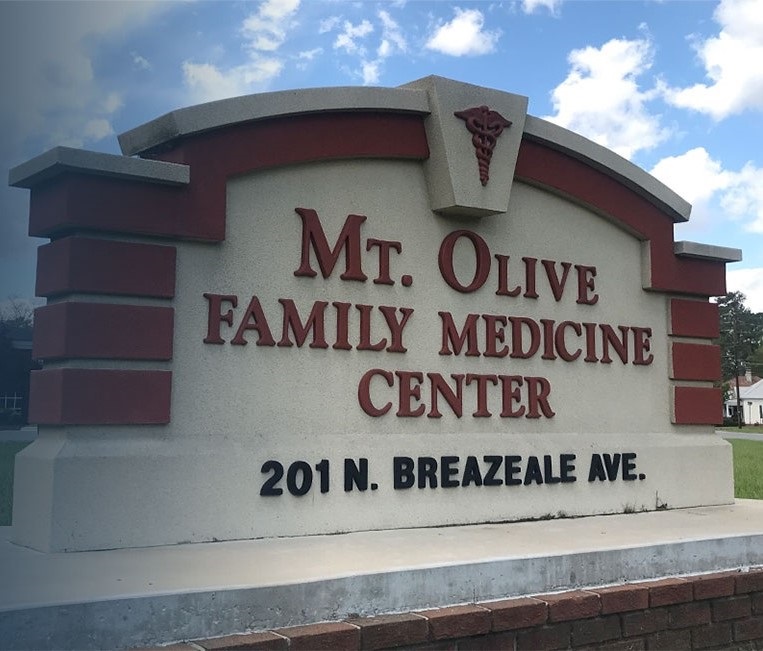 MT. OLIVE
FAMILY MEDICINE
CENTER
201 N. BREAZEALE AVE.